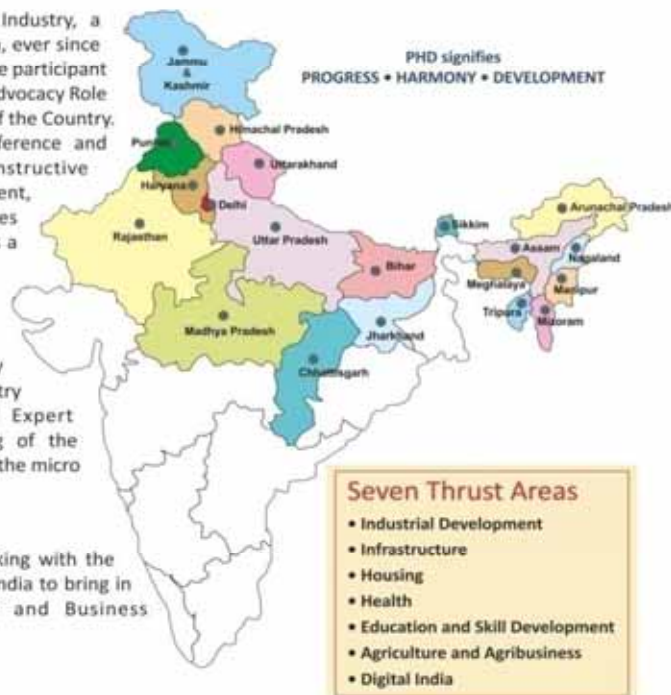 Industry, a
, ever since
e participant
dvocacy Role
f the Country.
ference and
nstructive
ent,
es
s a
y
try
Expert
g of the
the micro
king with the
ndia to bring in
and Business
PHD signifies
PROGRESS • HARMONY • DEVELOPMENT
Jammu
&
Kashmir
Himachal Pradesh
Punjab
Uttarakhand
Haryana
Delhi
Rajasthan
Uttar Pradesh
Bihar
Sikkim
Arunachal Pradesh
Assam
Nagaland
Meghalaya
Manipur
Tripura
Mizoram
Madhya Pradesh
Jharkhand
Chhattisgarh
Seven Thrust Areas
• Industrial Development
• Infrastructure
• Housing
• Health
• Education and Skill Development
• Agriculture and Agribusiness
• Digital India